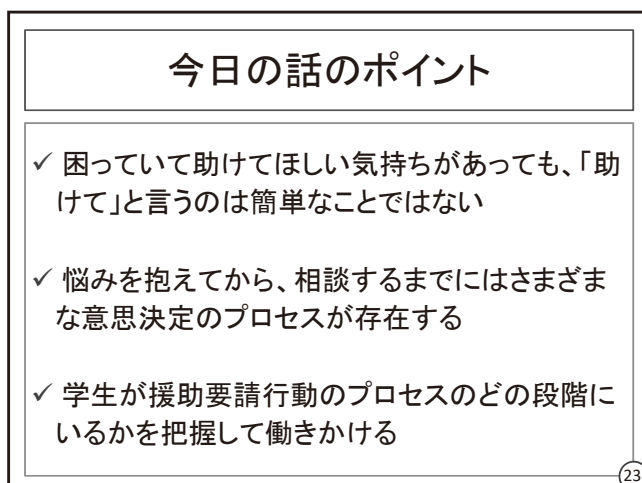 今日の話のポイント
✓ 困っていて助けてほしい気持ちがあっても、「助
けて」と言うのは簡単なことではない
✓ 悩みを抱えてから、相談するまでにはさまざま
な意思決定のプロセスが存在する
✓ 学生が援助要請行動のプロセスのどの段階に
いるかを把握して働きかける
23